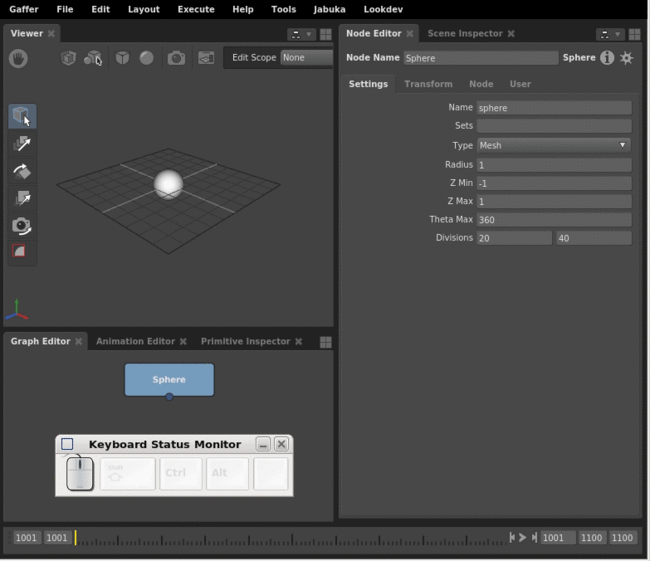 Gaffer File Edit Layout Execute Help Tools Jabuka Lookdev
Viewer
Edit Scope None
Graph Editor Animation Editor Primitive Inspector
Sphere
Keyboard Status Monitor
Shift Ctrl Alt
Node Editor Scene Inspector
Node Name Sphere Sphere
Settings Transform Node User
Name sphere
Sets
Type Mesh
Radius 1
Z Min -1
Z Max 1
Theta Max 360
Divisions 20 40
1001 1001 1001 1100 1100